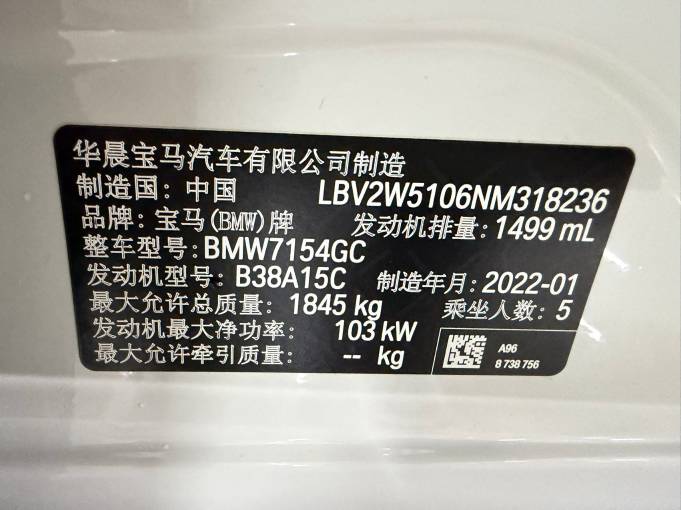 华晨宝马汽车有限公司制造
制造国: 中国 LBV2W5106NM318236
品牌: 宝马(BMW)牌 发动机排量: 1499 mL
整车型号: BMW7154GC
发动机型号: B38A15C 制造年月: 2022-01
最大允许总质量: 1845 kg 乘坐人数: 5
发动机最大净功率: 103 kW
最大允许牵引质量: -- kg
A96
8 738 756